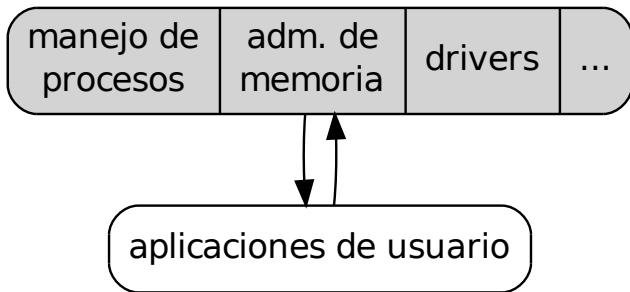 manejo de
procesos
adm. de
memoria
drivers
...
aplicaciones de usuario